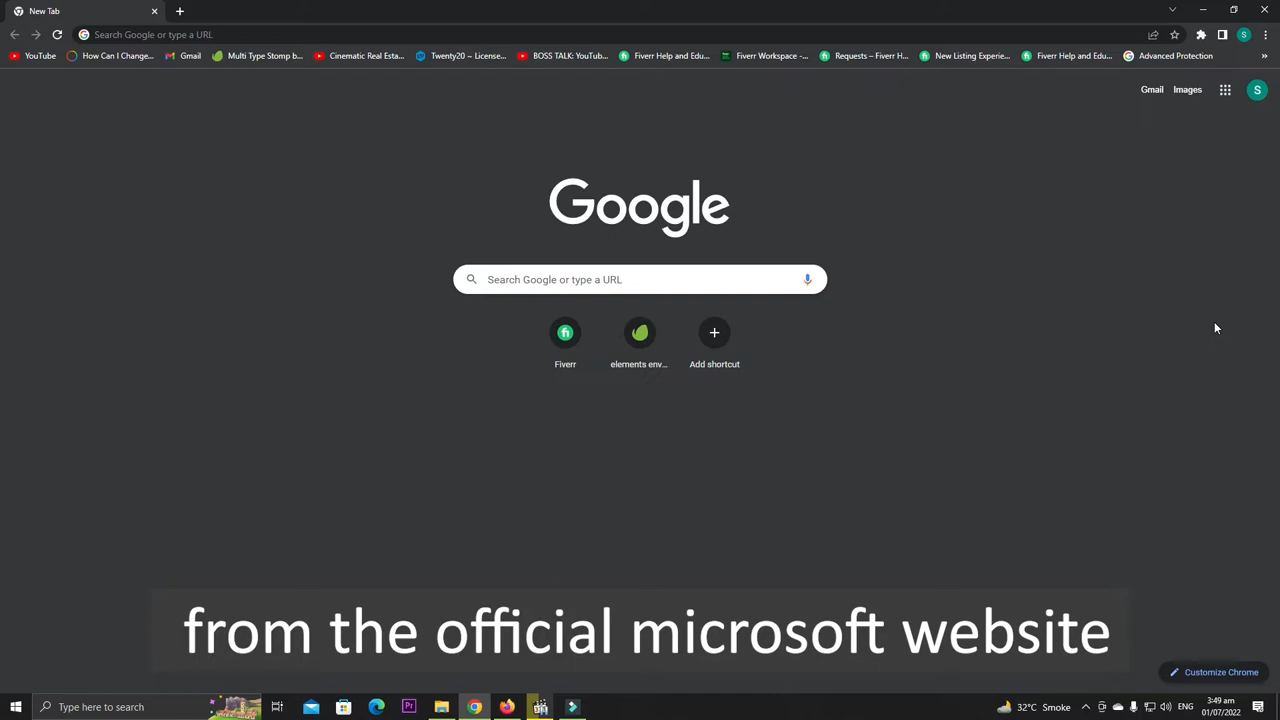 New Tab
Search Google or type a URL
S
YouTube
How Can I Change...
Gmail
Multi Type Stomp b...
Cinematic Real Esta...
Twenty20 – License...
BOSS TALK: YouTub...
Fiverr Help and Edu...
Fiverr Workspace -...
Requests – Fiverr H...
New Listing Experie...
Fiverr Help and Edu...
Advanced Protection
»
Gmail
Images
S
Google
Search Google or type a URL
Fiverr
elements env...
Add shortcut
from the official microsoft website
Customize Chrome
Type here to search
Pr
32°C Smoke
ENG
3:49 am
01/07/2022